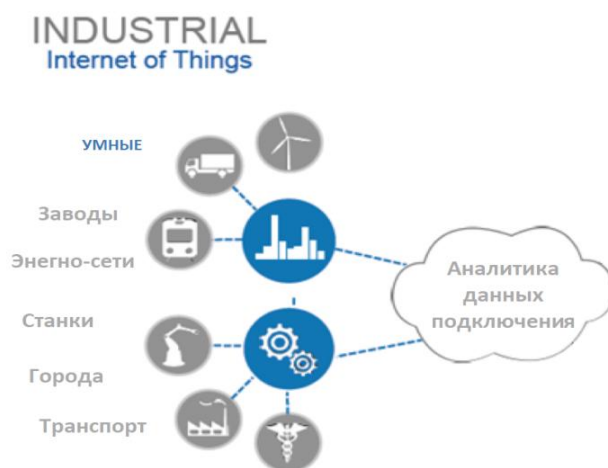 INDUSTRIAL
Internet of Things
УМНЫЕ
Заводы
Энегно-сети
Станки
Города
Транспорт
Аналитика
данных
подключения